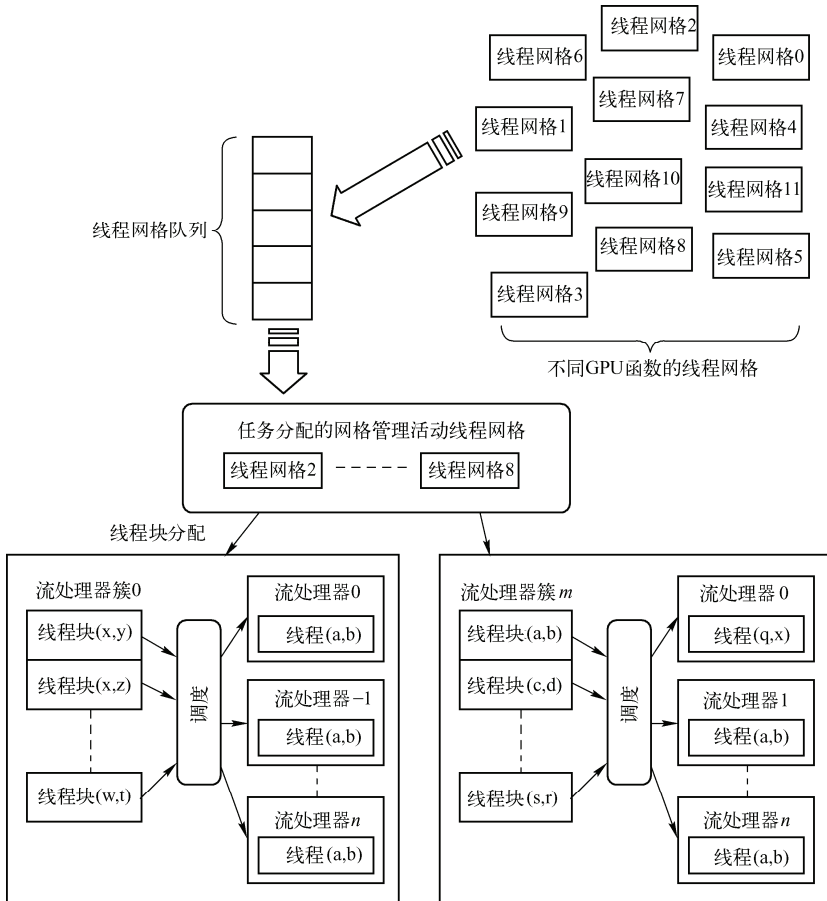 线程网格2
线程网格6
线程网格0
线程网格7
线程网格1
线程网格4
线程网格10
线程网格11
线程网格9
线程网格8
线程网格5
线程网格3
不同GPU函数的线程网格
线程网格队列
任务分配的网格管理活动线程网格
线程网格2
线程网格8
线程块分配
流处理器簇0
线程块(x,y)
线程块(x,z)
线程块(w,t)
调度
流处理器0
线程(a,b)
流处理器-1
线程(a,b)
流处理器n
线程(a,b)
流处理器簇m
线程块(a,b)
线程块(c,d)
线程块(s,r)
调度
流处理器0
线程(q,x)
流处理器1
线程(a,b)
流处理器n
线程(a,b)